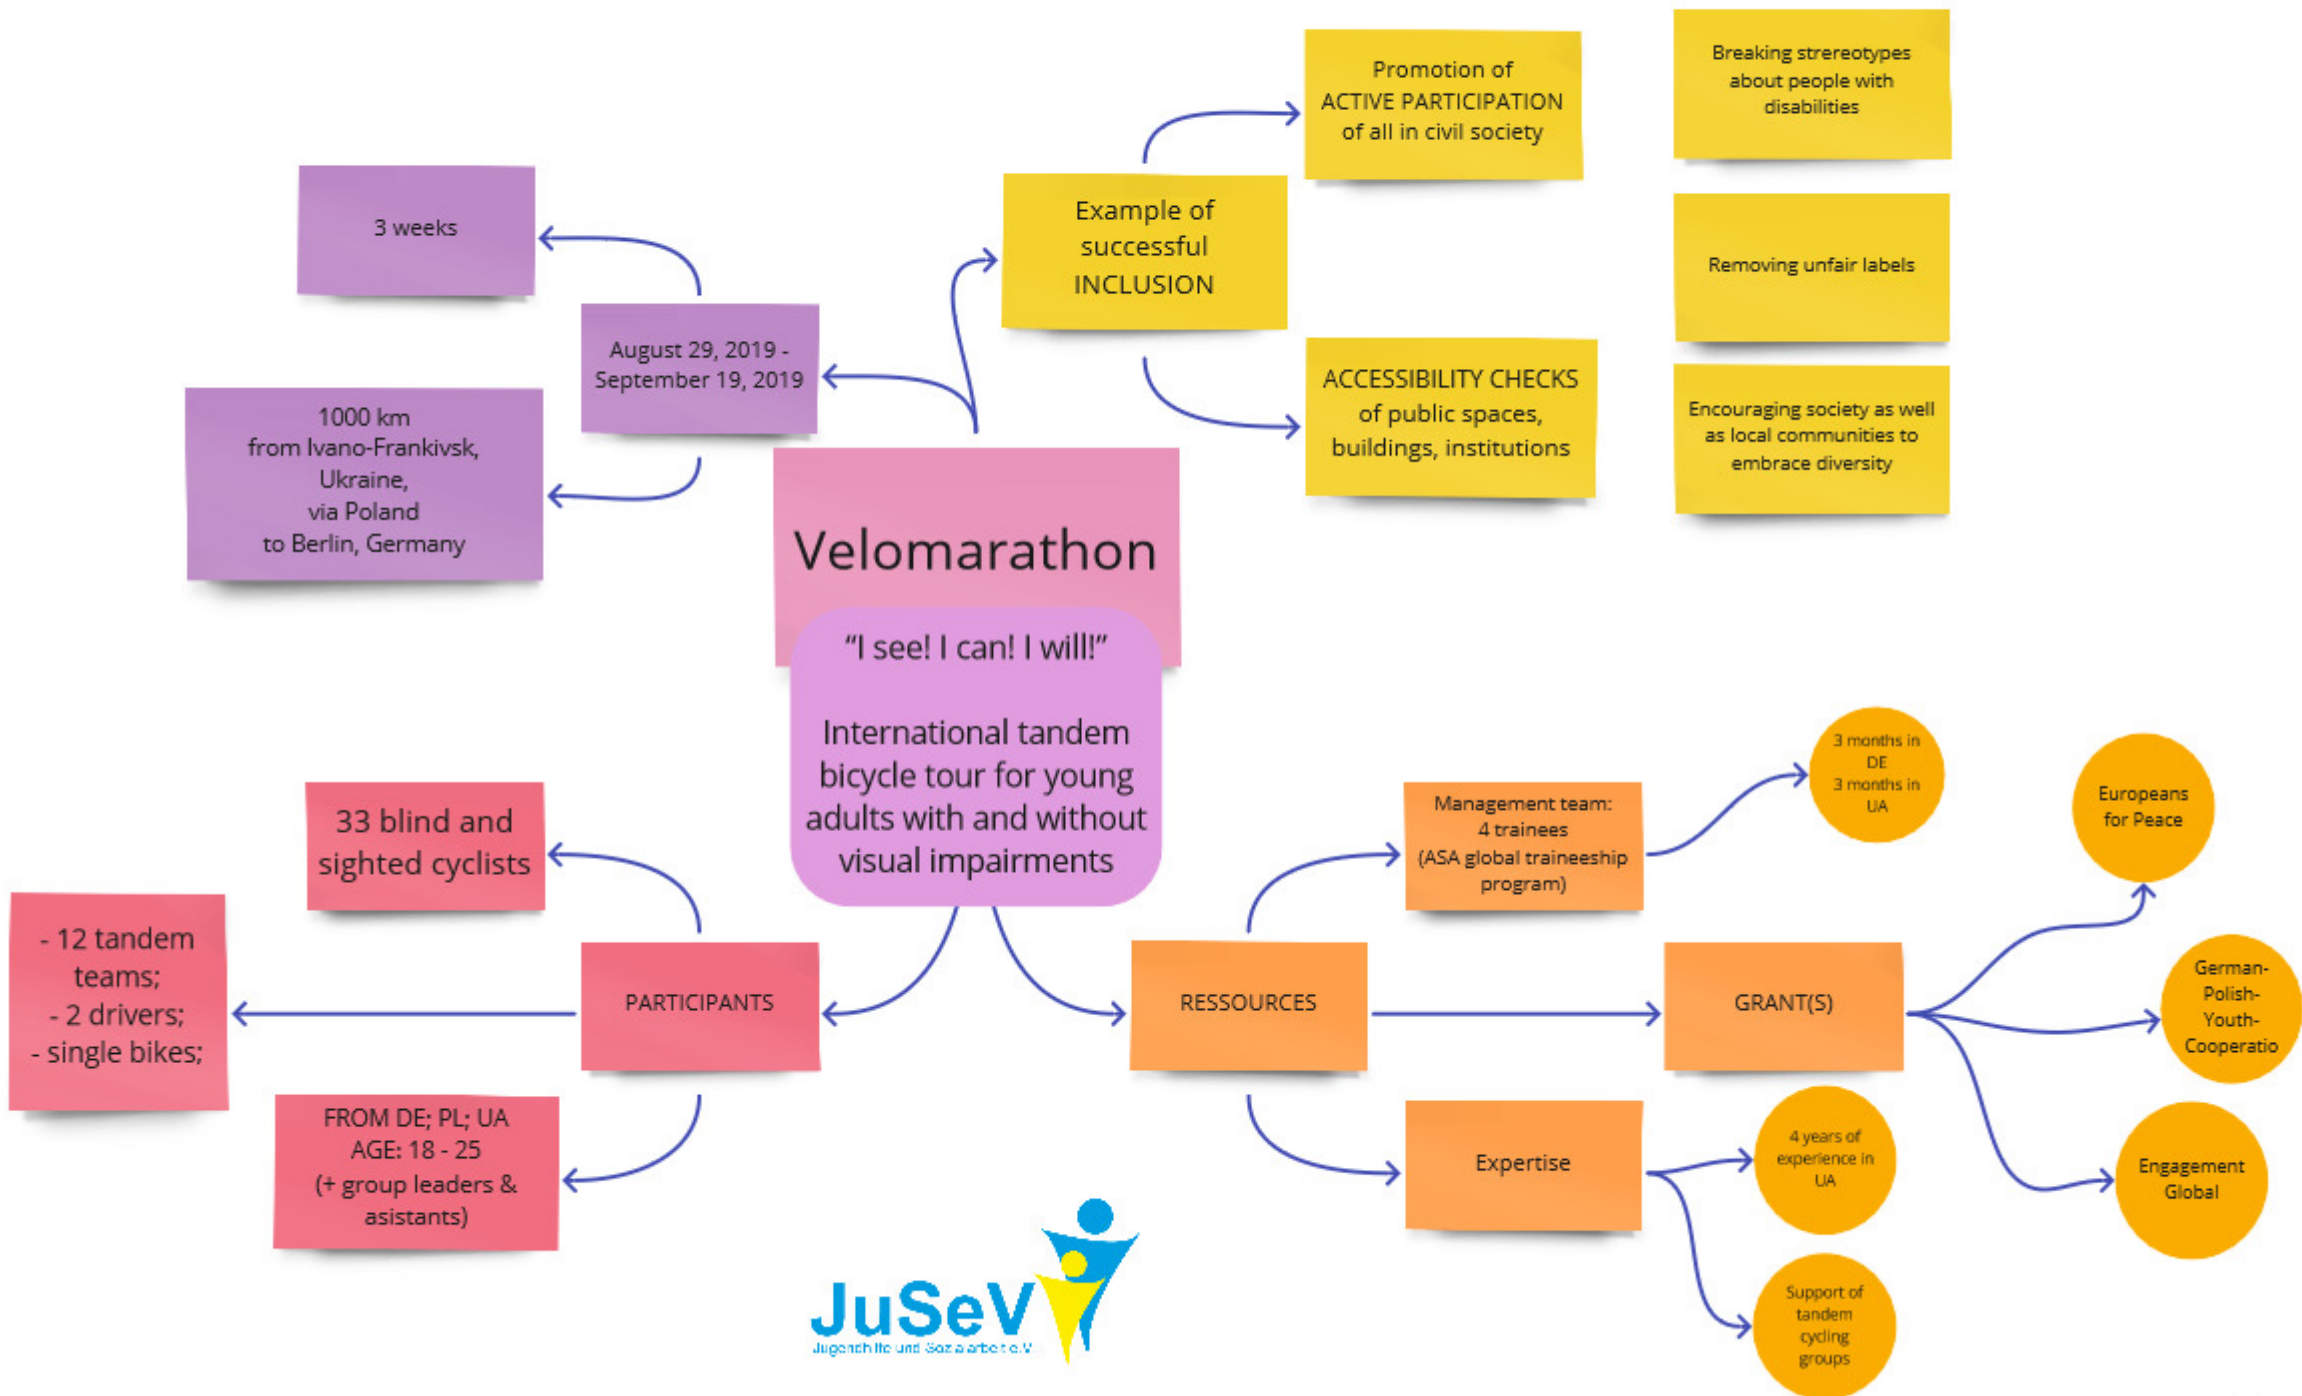 3 weeks
August 29, 2019 -
September 19, 2019
1000 km
from Ivano-Frankivsk,
Ukraine,
via Poland
to Berlin, Germany
Example of
successful
INCLUSION
Promotion of
ACTIVE PARTICIPATION
of all in civil society
ACCESSIBILITY CHECKS
of public spaces,
buildings, institutions
Breaking strereotypes
about people with
disabilities
Removing unfair labels
Encouraging society as well
as local communities to
embrace diversity
Velomarathon
“I see! I can! I will!”
International tandem
bicycle tour for young
adults with and without
visual impairments
33 blind and
sighted cyclists
- 12 tandem
teams;
- 2 drivers;
- single bikes;
PARTICIPANTS
FROM DE; PL; UA
AGE: 18 - 25
(+ group leaders &
asistants)
RESSOURCES
Management team:
4 trainees
(ASA global traineeship
program)
3 months in
DE
3 months in
UA
GRANT(S)
Europeans
for Peace
German-
Polish-
Youth-
Cooperatio
Engagement
Global
Expertise
4 years of
experience in
UA
Support of
tandem
cycling
groups
JuSeV
Jugendhilfe und Sozialarbeit e.V.